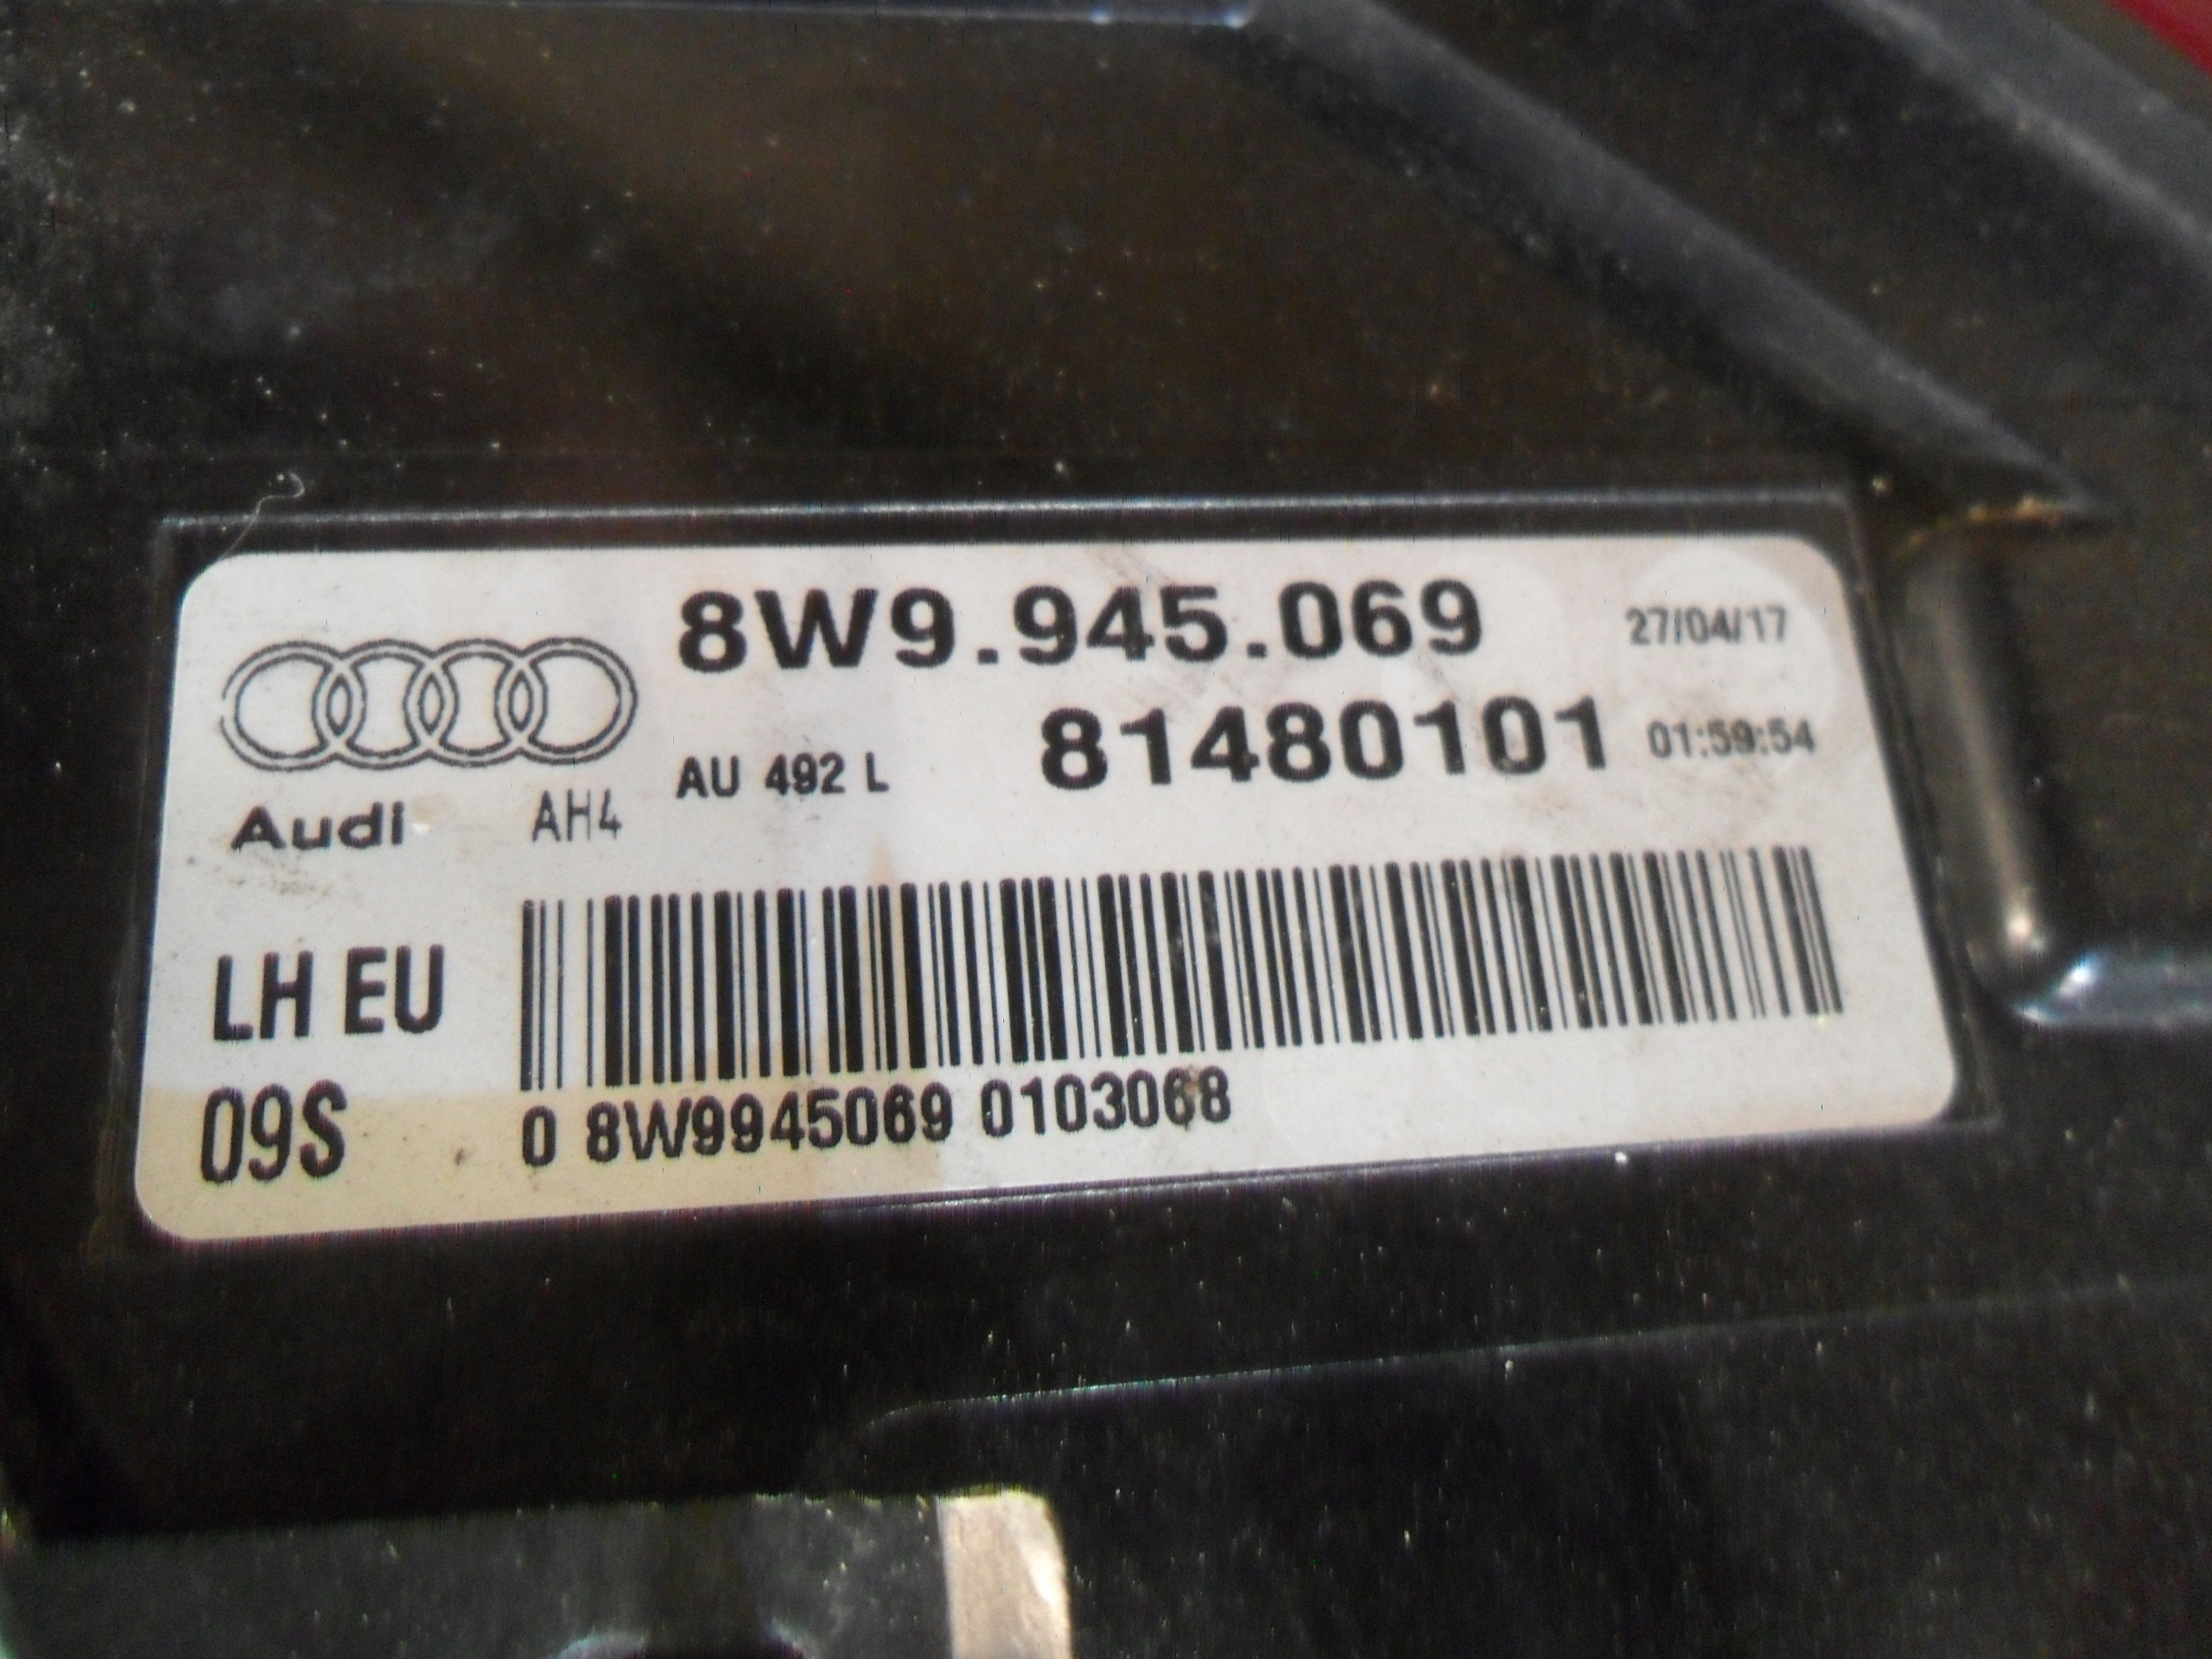 8W9.945.069 27/04/17
AU 492 L 81480101 01:59:54
Audi AH4
LH EU
09S
0 8W9945069 0103068